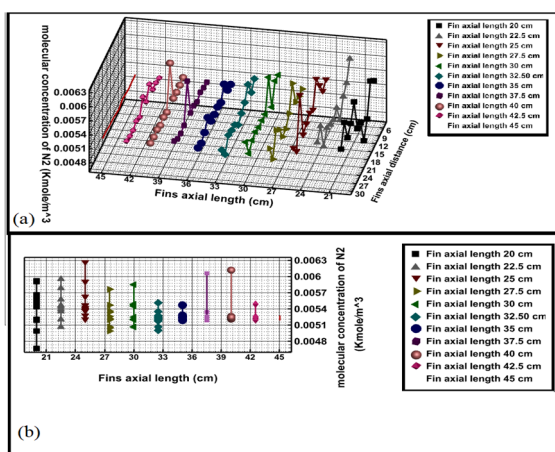 molecular concentration of N2 (Kmole/m^3
0.0063
0.006
0.0057
0.0054
0.0051
0.0048
45
42
39
36
33
30
27
24
21
Fins axial length (cm)
6
9
12
15
18
21
24
27
30
Fins axial distance (cm)
Fin axial length 20 cm
Fin axial length 22.5 cm
Fin axial length 25 cm
Fin axial length 27.5 cm
Fin axial length 30 cm
Fin axial length 32.50 cm
Fin axial length 35 cm
Fin axial length 37.5 cm
Fin axial length 40 cm
Fin axial length 42.5 cm
Fin axial length 45 cm
(a)
0.0063
0.006
0.0057
0.0054
0.0051
0.0048
molecular concentration of N2
(Kmole/m^3
21 24 27 30 33 36 39 42 45
Fins axial length (cm)
Fin axial length 20 cm
Fin axial length 22.5 cm
Fin axial length 25 cm
Fin axial length 27.5 cm
Fin axial length 30 cm
Fin axial length 32.50 cm
Fin axial length 35 cm
Fin axial length 37.5 cm
Fin axial length 40 cm
Fin axial length 42.5 cm
Fin axial length 45 cm
(b)